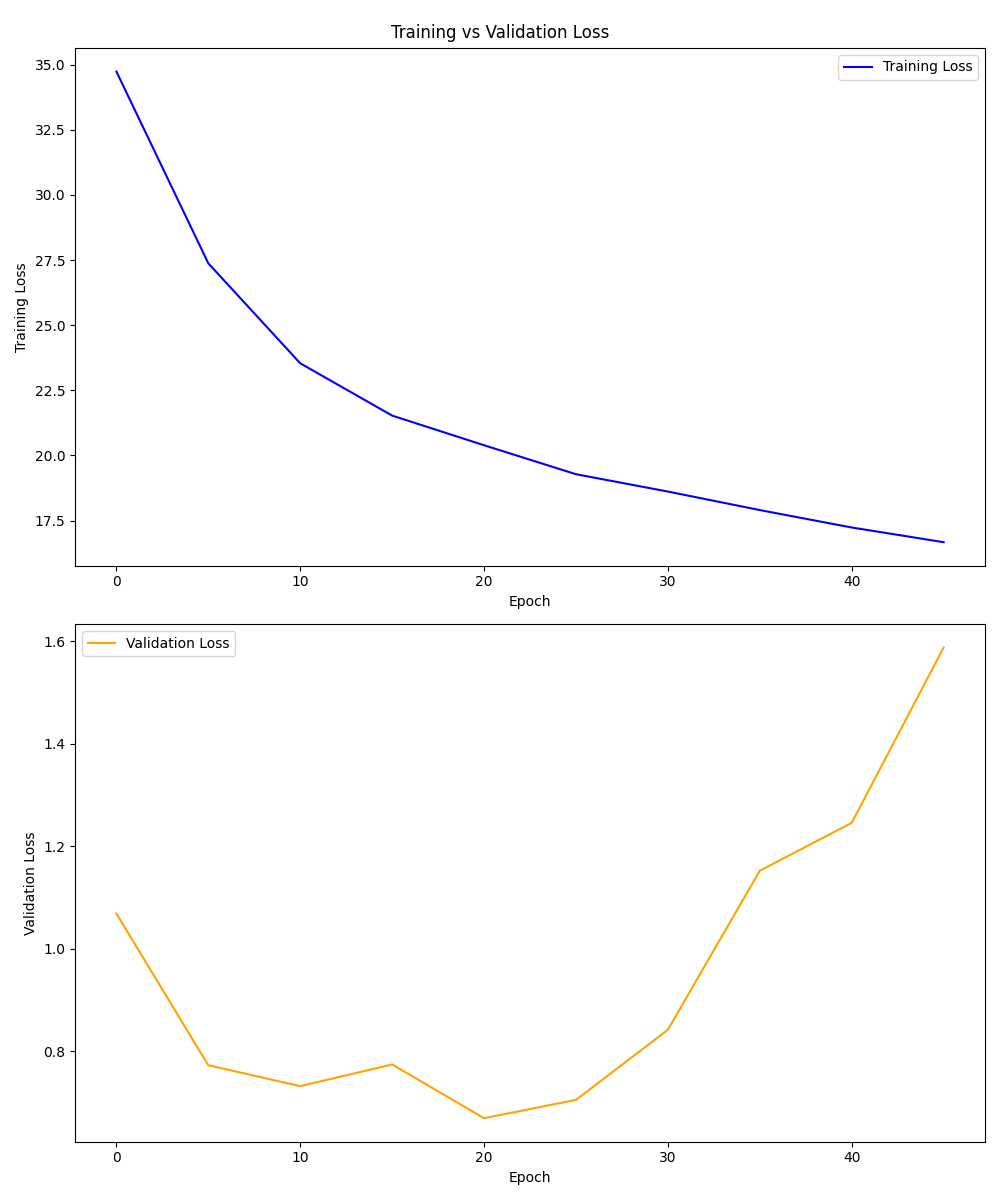 Training vs Validation Loss
Training Loss
35.0
32.5
30.0
27.5
25.0
22.5
20.0
17.5
Training Loss
0 10 20 30 40
Epoch
Validation Loss
1.6
1.4
1.2
1.0
0.8
Validation Loss
0 10 20 30 40
Epoch